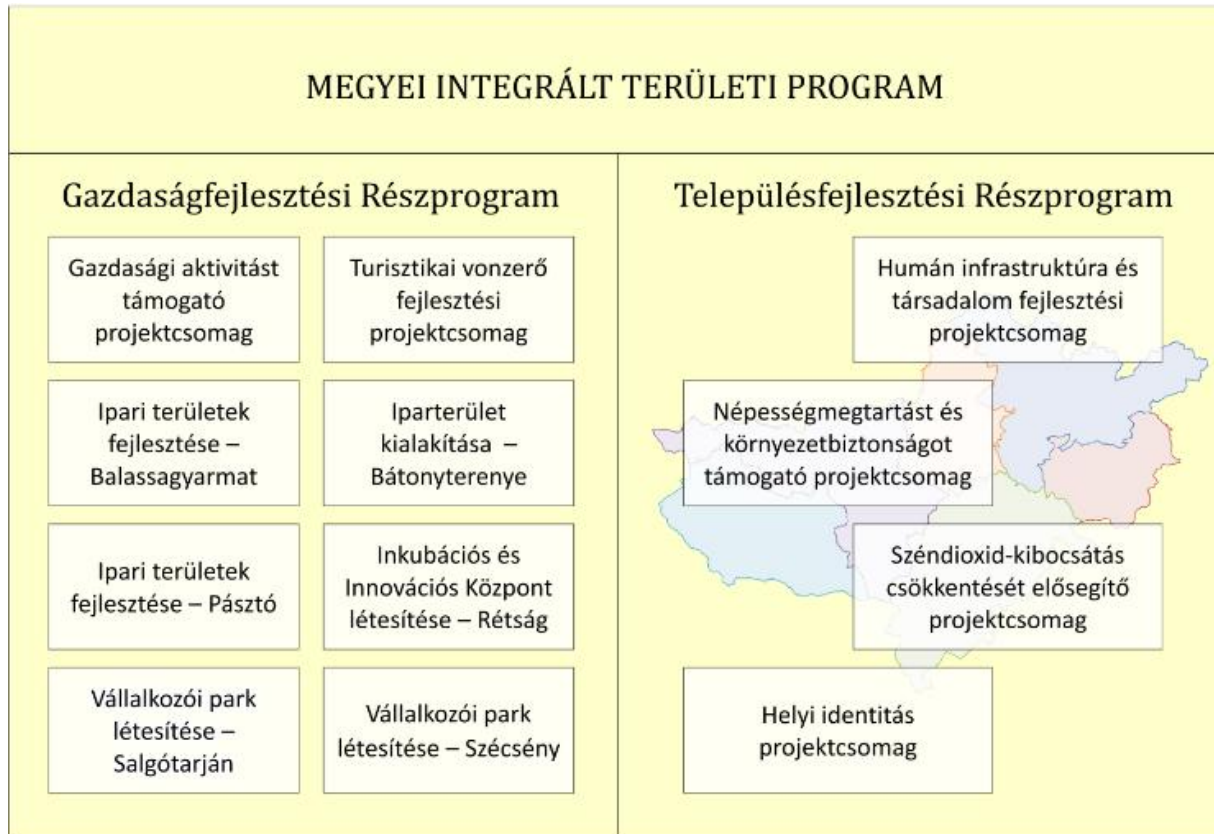 MEGYEI INTEGRÁLT TERÜLETI PROGRAM
Gazdaságfejlesztési Részprogram
Gazdasági aktivitást
támogató
projektcsomag
Turisztikai vonzerő
fejlesztési
projektcsomag
Ipari területek
fejlesztése –
Balassagyarmat
Iparterület
kialakítása –
Bátonyterenye
Ipari területek
fejlesztése – Pásztó
Inkubációs és
Innovációs Központ
létesítése – Rétság
Vállalkozói park
létesítése –
Salgótarján
Vállalkozói park
létesítése – Szécsény
Településfejlesztési Részprogram
Humán infrastruktúra és
társadalom fejlesztési
projektcsomag
Népességmegtartást és
környezetbiztonságot
támogató projektcsomag
Széndioxid-kibocsátás
csökkentését elősegítő
projektcsomag
Helyi identitás
projektcsomag